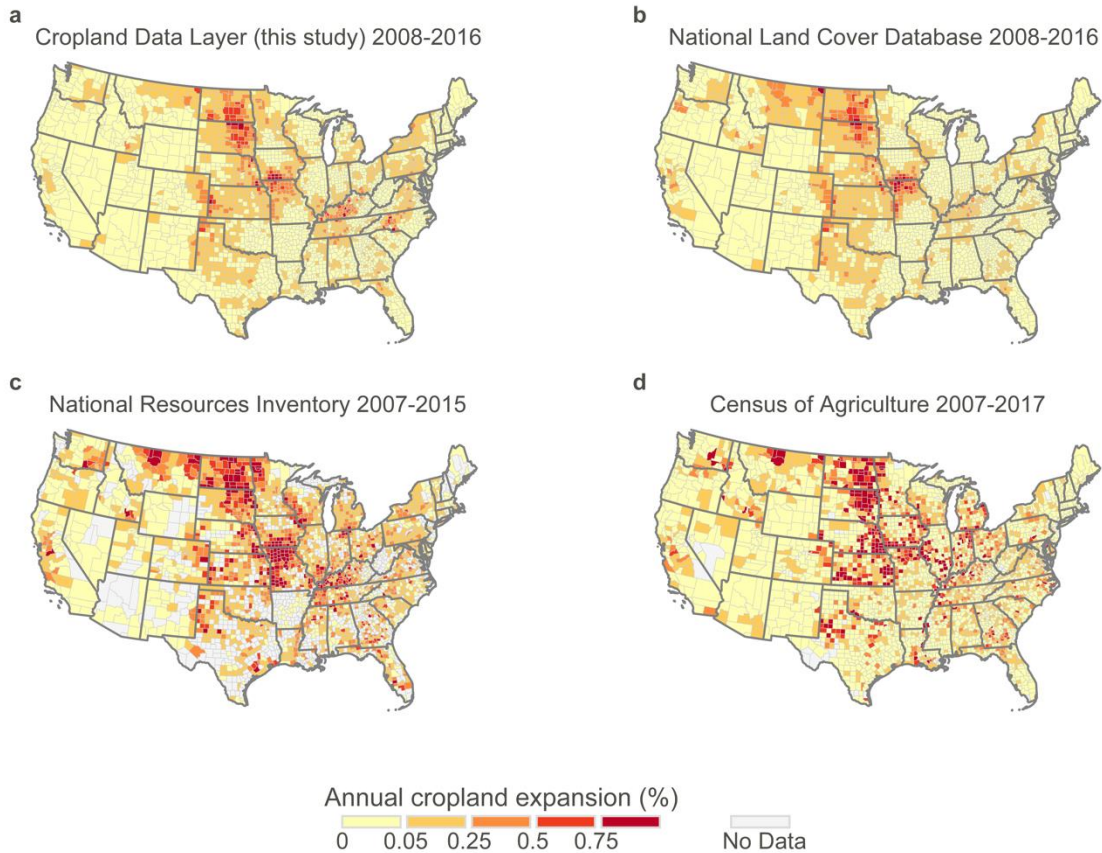 a
Cropland Data Layer (this study) 2008-2016
b
National Land Cover Database 2008-2016
c
National Resources Inventory 2007-2015
d
Census of Agriculture 2007-2017
Annual cropland expansion (%)
0 0.05 0.25 0.5 0.75
No Data